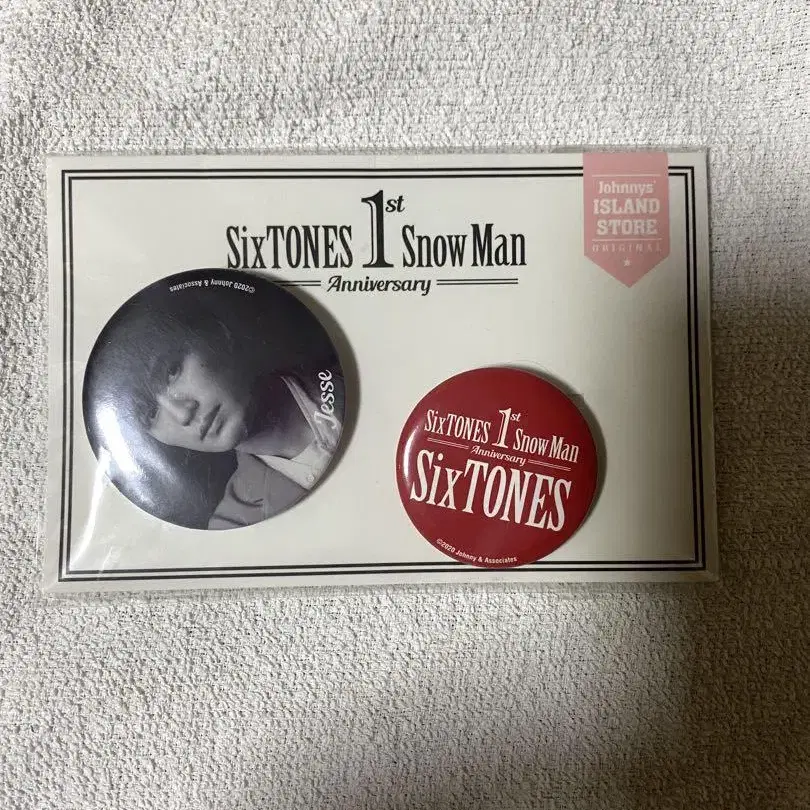 SixTONES 1st Snow Man
Anniversary
Johnnys'
ISLAND
STORE
ORIGINAL
©2020 Johnny & Associates
Jesse
SixTONES 1st Snow Man
Anniversary
SixTONES
©2020 Johnny & Associates